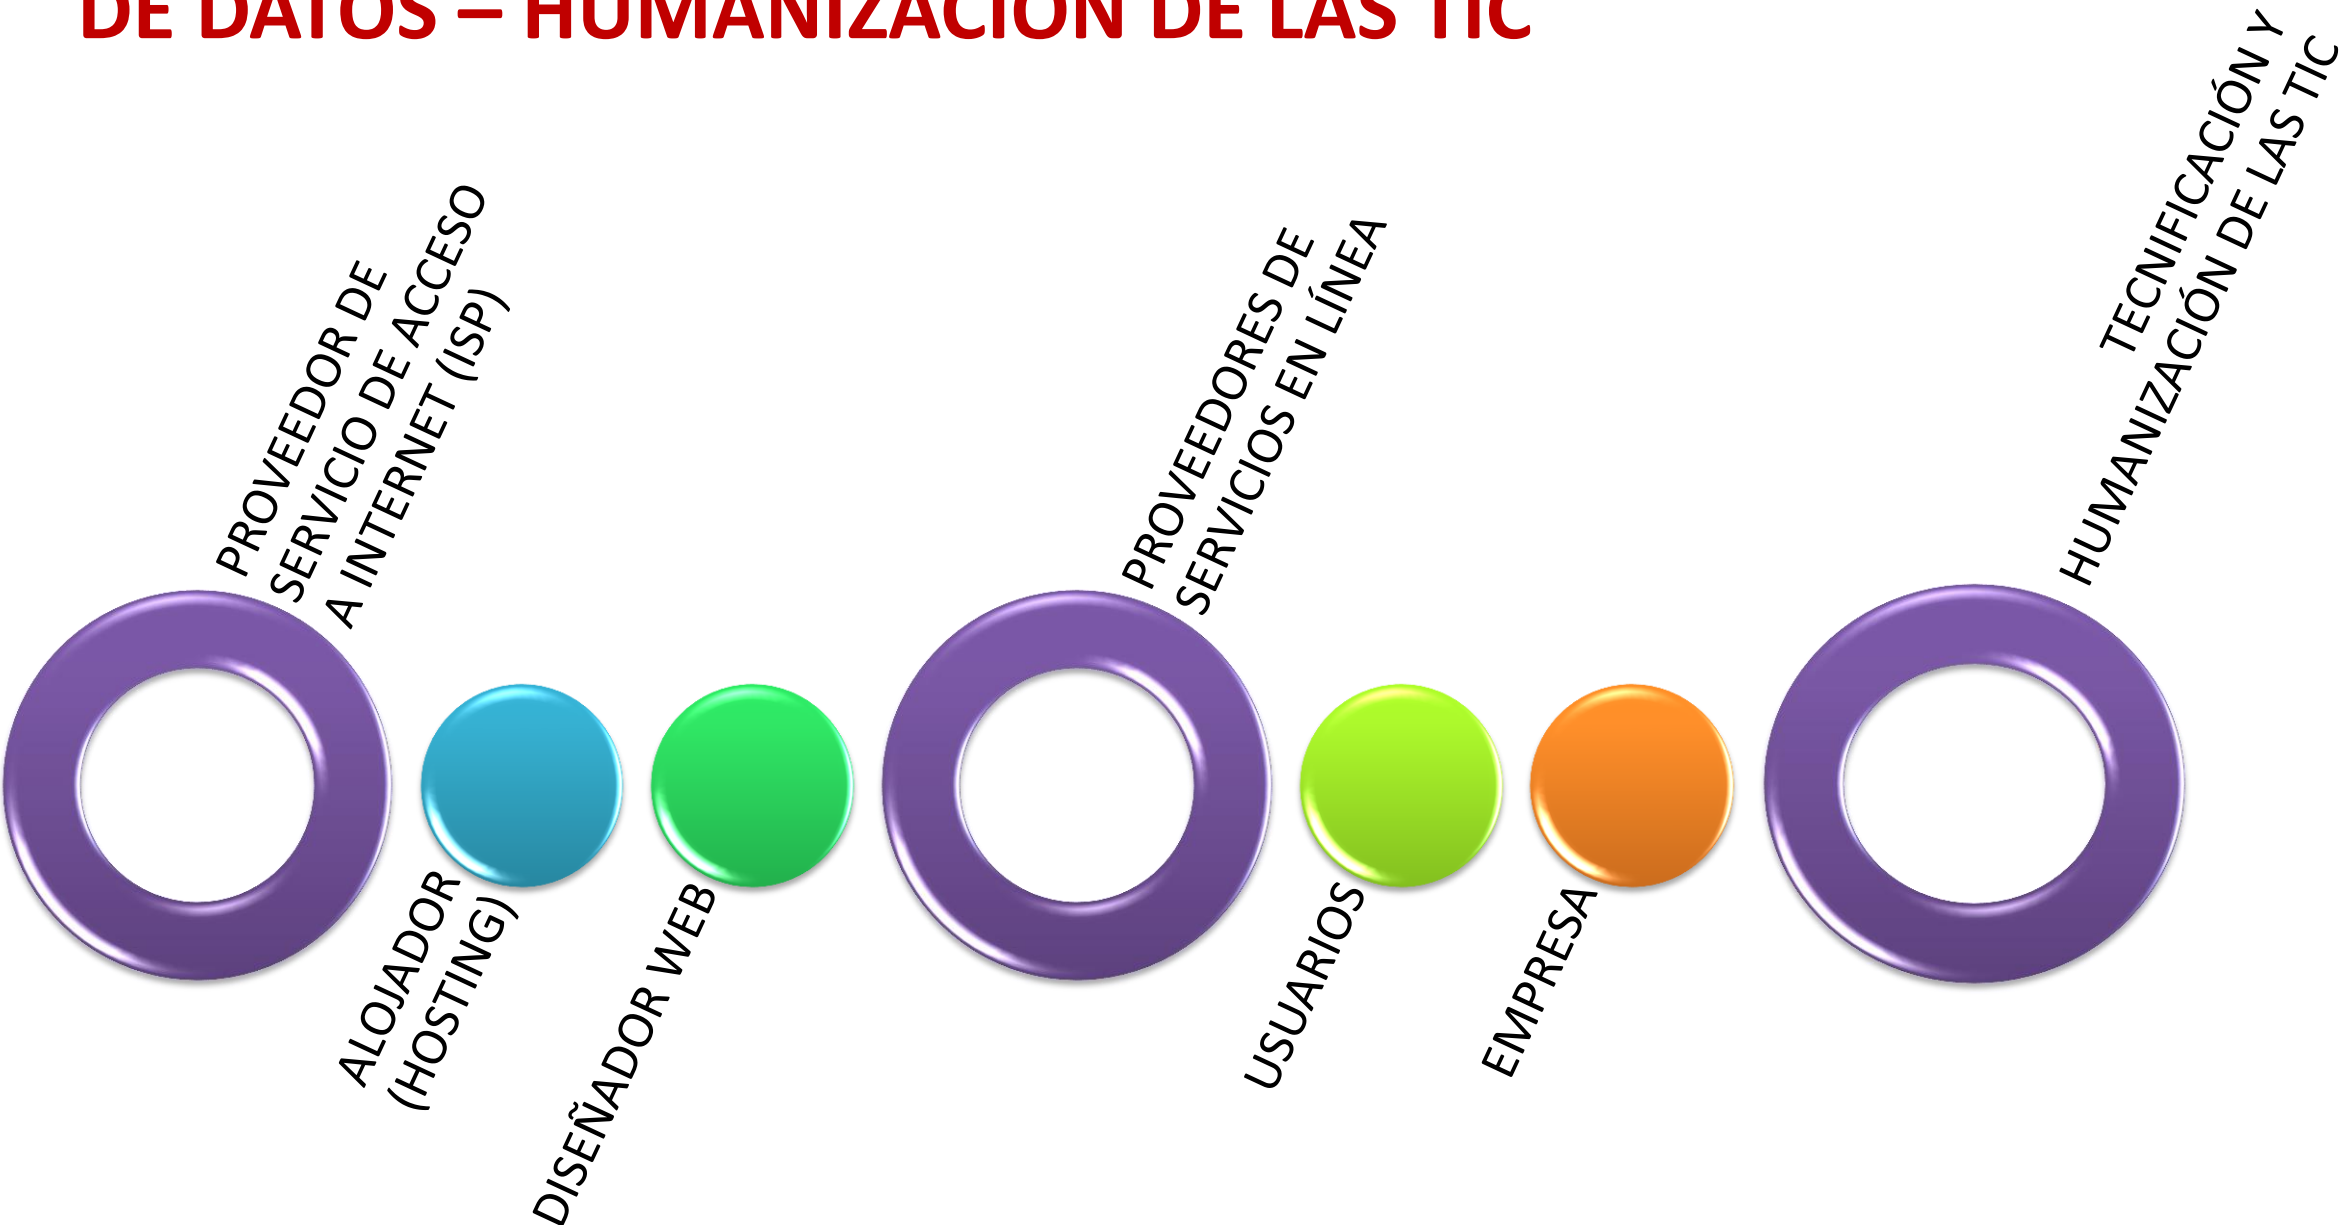 DE DATOS – HUMANIZACIÓN DE LAS TIC
PROVEEDOR DE
SERVICIO DE ACCESO
A INTERNET (ISP)
ALOJADOR
(HOSTING)
DISEÑADOR WEB
PROVEEDORES DE
SERVICIOS EN LÍNEA
USUARIOS
EMPRESA
TECNIFICACIÓN Y
HUMANIZACIÓN DE LAS TIC